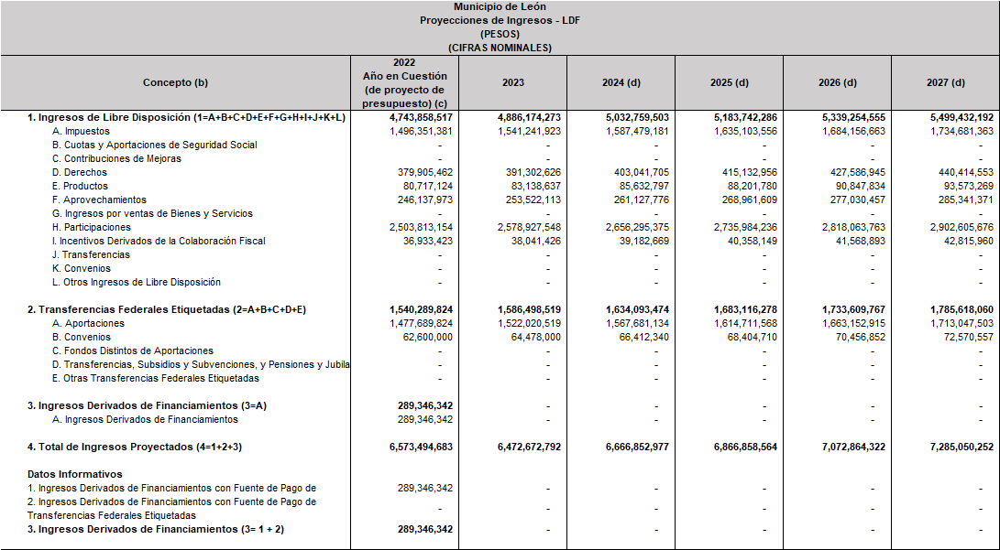 Municipio de León
Proyecciones de Ingresos - LDF
(PESOS)
(CIFRAS NOMINALES)
Concepto (b) 2022 Año en Cuestión (de proyecto de presupuesto) (c) 2023 2024 (d) 2025 (d) 2026 (d) 2027 (d)
1. Ingresos de Libre Disposición (1=A+B+C+D+E+F+G+H+I+J+K+L) 4,743,858,517 4,886,174,273 5,032,759,503 5,183,742,286 5,339,254,555 5,499,432,192
A. Impuestos 1,496,351,381 1,541,241,923 1,587,479,181 1,635,103,556 1,684,156,663 1,734,681,363
B. Cuotas y Aportaciones de Seguridad Social - - - - - -
C. Contribuciones de Mejoras - - - - - -
D. Derechos 379,905,462 391,302,626 403,041,705 415,132,956 427,586,945 440,414,553
E. Productos 80,717,124 83,138,637 85,632,797 88,201,780 90,847,834 93,573,269
F. Aprovechamientos 246,137,973 253,522,113 261,127,776 268,961,609 277,030,457 285,341,371
G. Ingresos por ventas de Bienes y Servicios - - - - - -
H. Participaciones 2,503,813,154 2,578,927,548 2,656,295,375 2,735,984,236 2,818,063,763 2,902,605,676
I. Incentivos Derivados de la Colaboración Fiscal 36,933,423 38,041,426 39,182,669 40,358,149 41,568,893 42,815,960
J. Transferencias - - - - - -
K. Convenios - - - - - -
L. Otros Ingresos de Libre Disposición - - - - - -
2. Transferencias Federales Etiquetadas (2=A+B+C+D+E) 1,540,289,824 1,586,498,519 1,634,093,474 1,683,116,278 1,733,609,767 1,785,618,060
A. Aportaciones 1,477,689,824 1,522,020,519 1,567,681,134 1,614,711,568 1,663,152,915 1,713,047,503
B. Convenios 62,600,000 64,478,000 66,412,340 68,404,710 70,456,852 72,570,557
C. Fondos Distintos de Aportaciones - - - - - -
D. Transferencias, Subsidios y Subvenciones, y Pensiones y Jubila - - - - - -
E. Otras Transferencias Federales Etiquetadas - - - - - -
3. Ingresos Derivados de Financiamientos (3=A) 289,346,342 - - - - -
A. Ingresos Derivados de Financiamientos 289,346,342 - - - - -
4. Total de Ingresos Proyectados (4=1+2+3) 6,573,494,683 6,472,672,792 6,666,852,977 6,866,858,564 7,072,864,322 7,285,050,252
Datos Informativos
1. Ingresos Derivados de Financiamientos con Fuente de Pago de 289,346,342 - - - - -
2. Ingresos Derivados de Financiamientos con Fuente de Pago de
Transferencias Federales Etiquetadas - - - - - -
3. Ingresos Derivados de Financiamientos (3= 1 + 2) 289,346,342 - - - - -